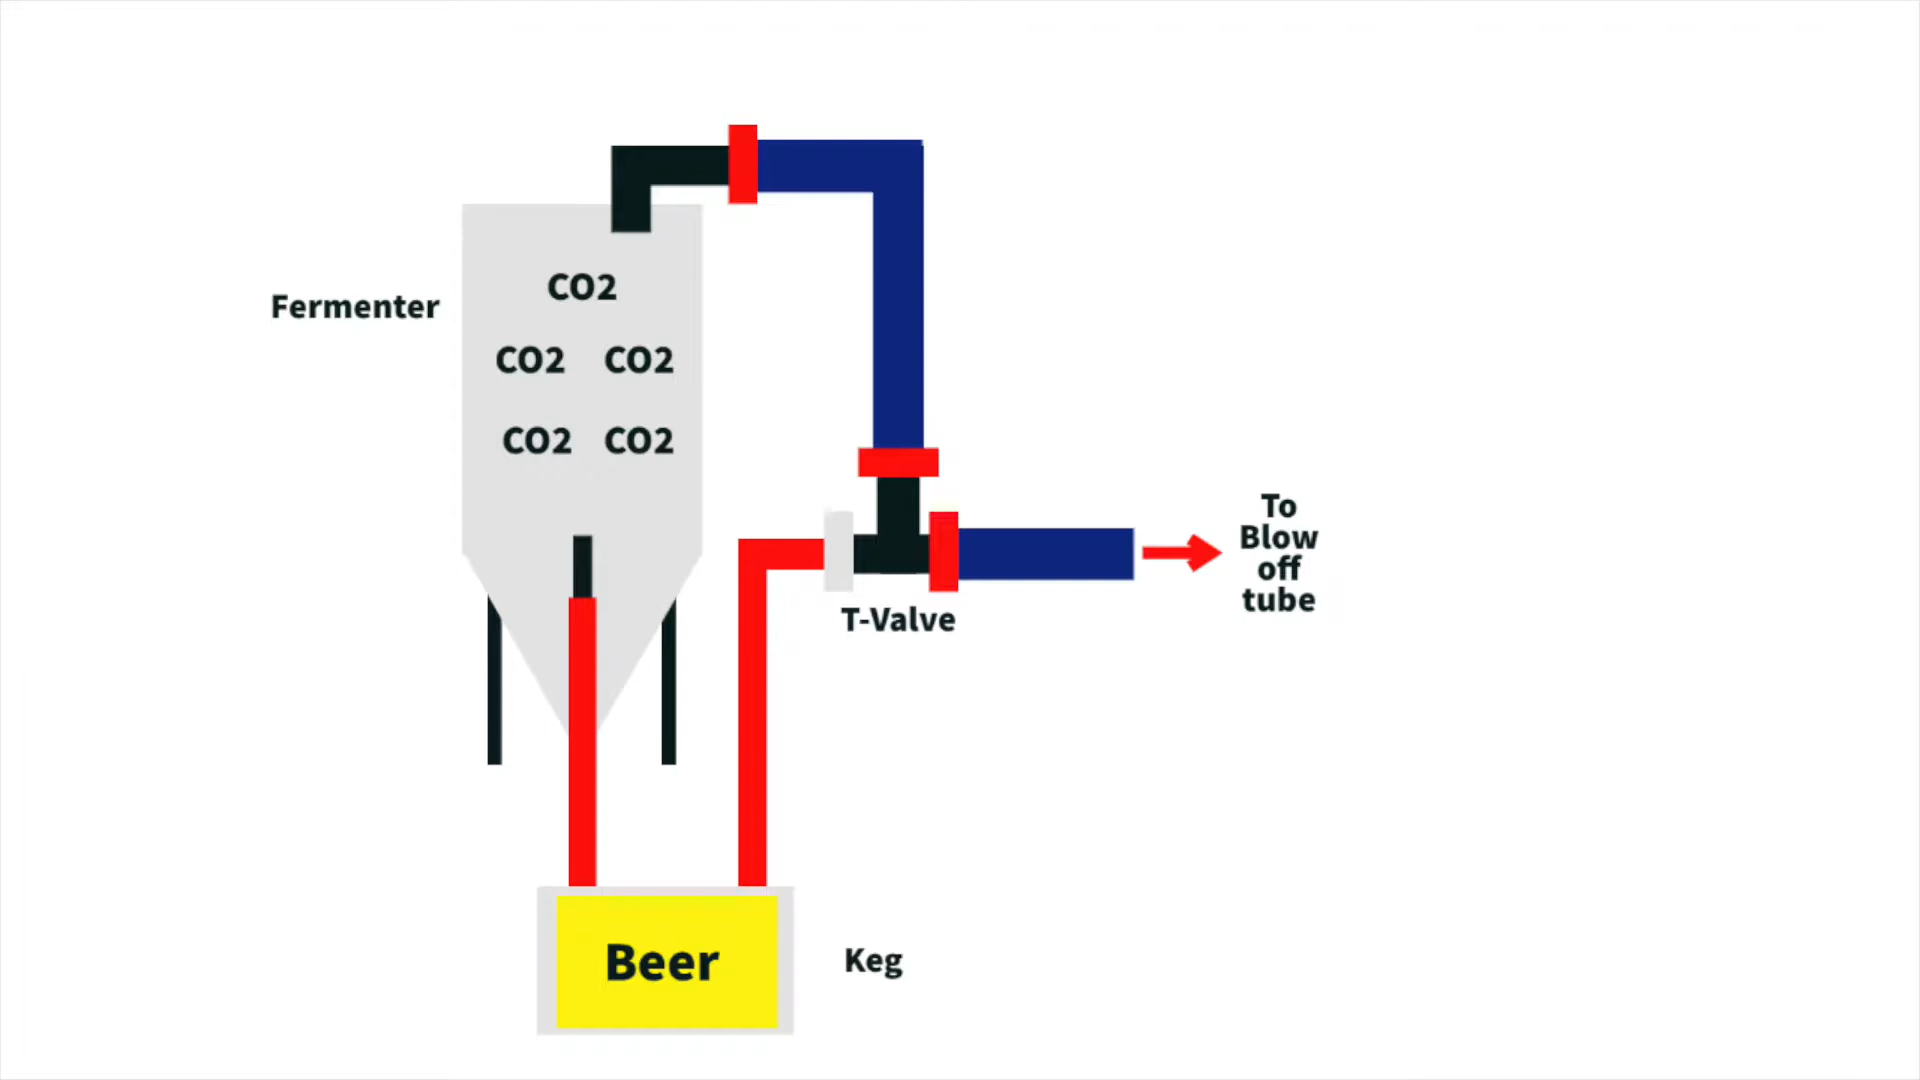 CO2
Fermenter
CO2 CO2
CO2 CO2
To
Blow
off
tube
T-Valve
Beer
Keg